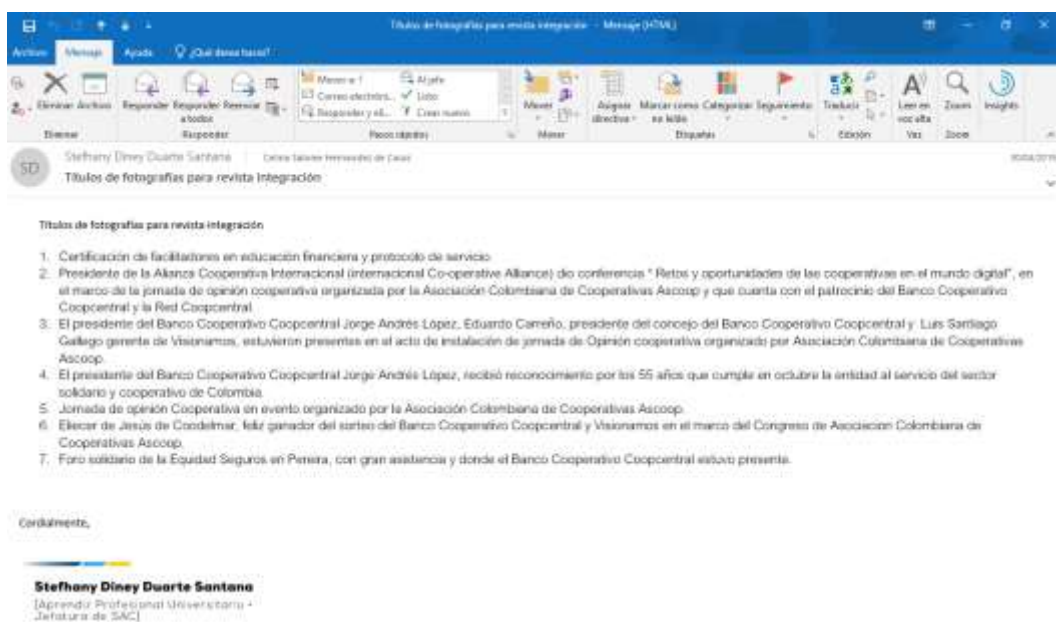 Títulos de fotografías para revista integración - Mensaje (HTML)
Archivo Mensaje Ayuda ¿Qué desea hacer?
Eliminar Archivar Responder Responder a todos Reenviar
Mover a: ? Al jefe
Correo electróni... Listo
Responder y eli... Crear nuevo
Mover Asignar directiva Marcar como no leído Categorizar Seguimiento Traducir Leer en voz alta Zoom Insights
Eliminar Responder Pasos rápidos Mover Etiquetas Edición Voz Zoom
SD
Stefhany Diney Duarte Santana
Títulos de fotografías para revista integración
Títulos de fotografías para revista integración
1. Certificación de facilitadores en educación financiera y protocolo de servicio.
2. Presidente de la Alianza Cooperativa Internacional (internacional Co-operative Alliance) dio conferencia " Retos y oportunidades de las cooperativas en el mundo digital", en
el marco de la jornada de opinión cooperativa organizada por la Asociación Colombiana de Cooperativas Ascoop y que cuenta con el patrocinio del Banco Cooperativo
Coopcentral y la Red Coopcentral.
3. El presidente del Banco Cooperativo Coopcentral Jorge Andrés López, Eduardo Carreño, presidente del concejo del Banco Cooperativo Coopcentral y Luis Santiago
Gallego gerente de Visionamos, estuvieron presentes en el acto de instalación de jornada de Opinión cooperativa organizado por Asociación Colombiana de Cooperativas
Ascoop.
4. El presidente del Banco Cooperativo Coopcentral Jorge Andrés López, recibió reconocimiento por los 55 años que cumple en octubre la entidad al servicio del sector
solidario y cooperativo de Colombia.
5. Jornada de opinión Cooperativa en evento organizado por la Asociación Colombiana de Cooperativas Ascoop.
6. Eliecer de Jesús de Coodelmar, feliz ganador del sorteo del Banco Cooperativo Coopcentral y Visionamos en el marco del Congreso de Asociación Colombiana de
Cooperativas Ascoop.
7. Foro solidario de la Equidad Seguros en Pereira, con gran asistencia y donde el Banco Cooperativo Coopcentral estuvo presente.
Cordialmente,
Stefhany Diney Duarte Santana
[Aprendiz Profesional Universitario -
Jefatura de SAC]